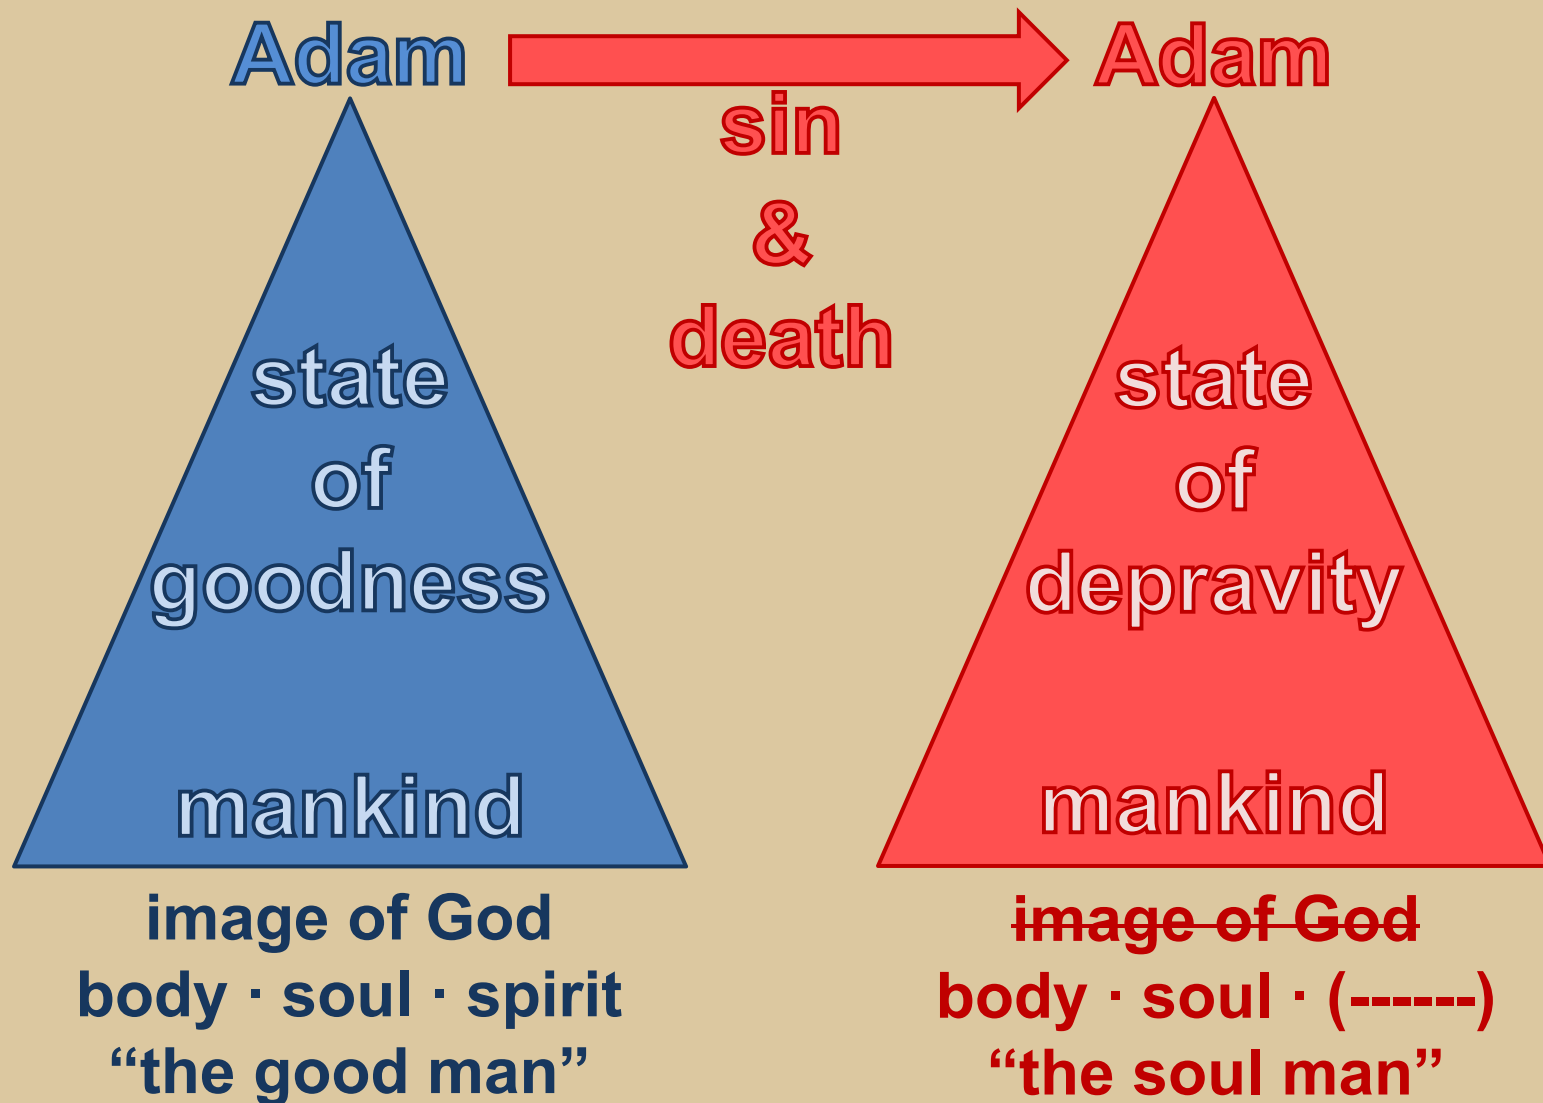 Adam
state
of
goodness
mankind
image of God
body · soul · spirit
“the good man”
sin
&
death
Adam
state
of
depravity
mankind
image of God
body · soul · (------)
“the soul man”